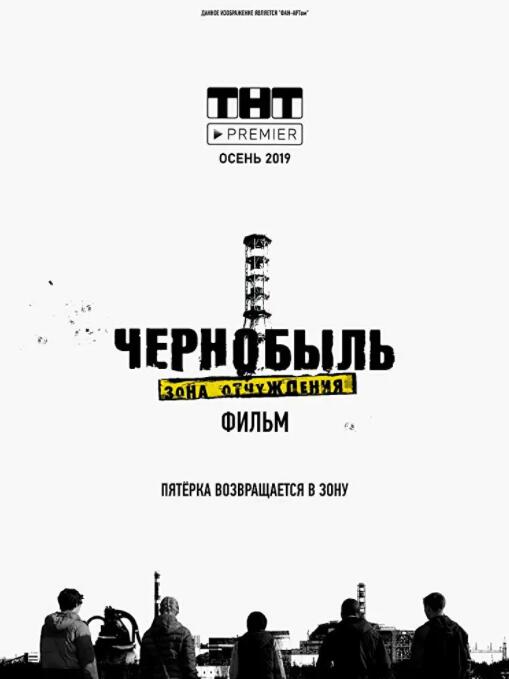 ДАННОЕ ИЗОБРАЖЕНИЕ ЯВЛЯЕТСЯ "ФАН-АРТом"
ТНТ
PREMIER
ОСЕНЬ 2019
ЧЕРНОБЫЛЬ
ЗОНА ОТЧУЖДЕНИЯ
ФИЛЬМ
ПЯТЁРКА ВОЗВРАЩАЕТСЯ В ЗОНУ